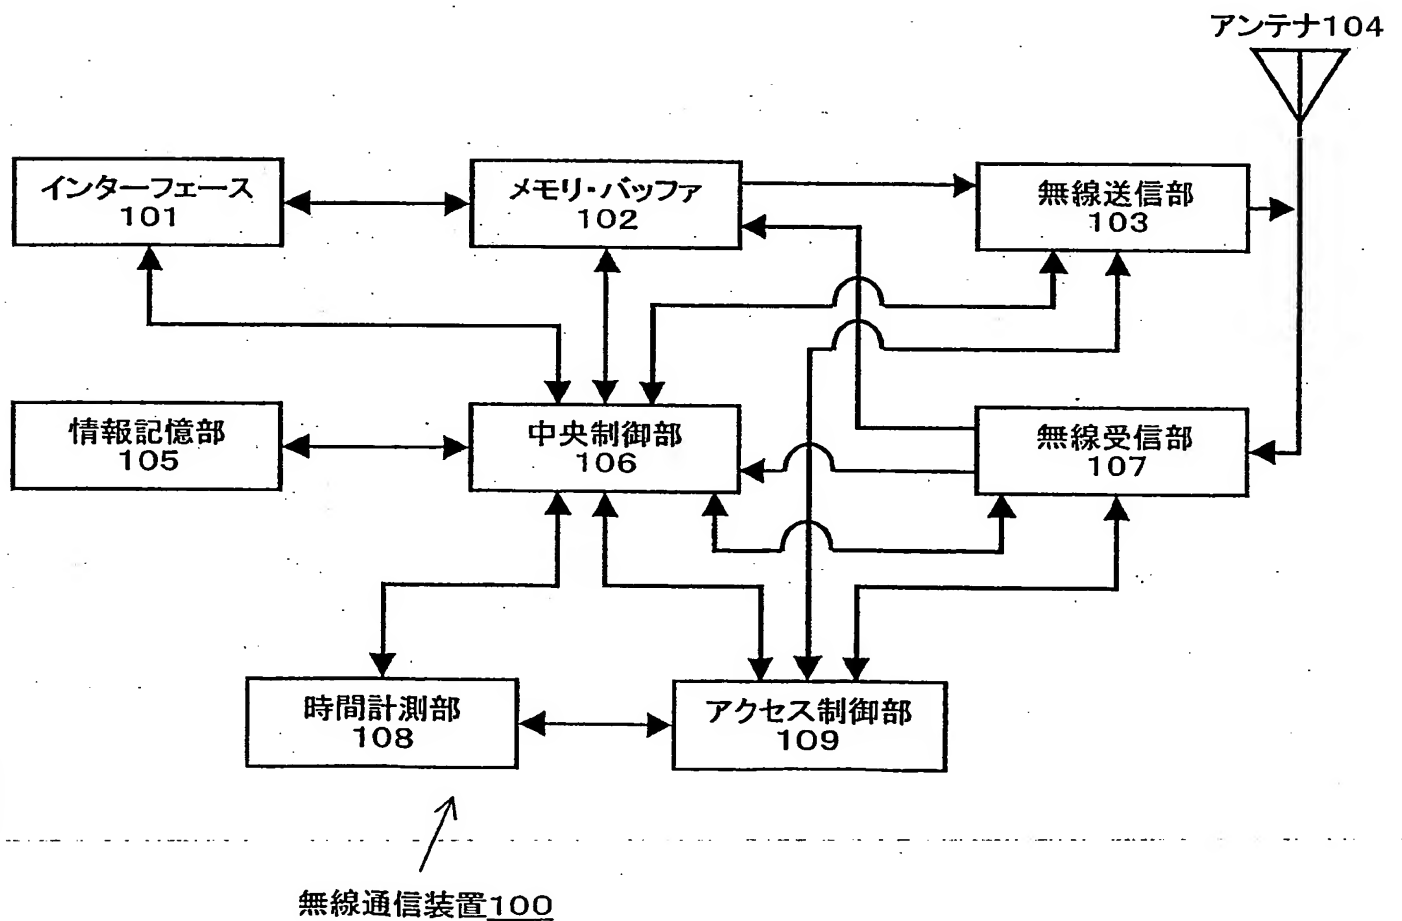 アンテナ104
インターフェース
101
メモリ・バッファ
102
無線送信部
103
情報記憶部
105
中央制御部
106
無線受信部
107
時間計測部
108
アクセス制御部
109
無線通信装置100